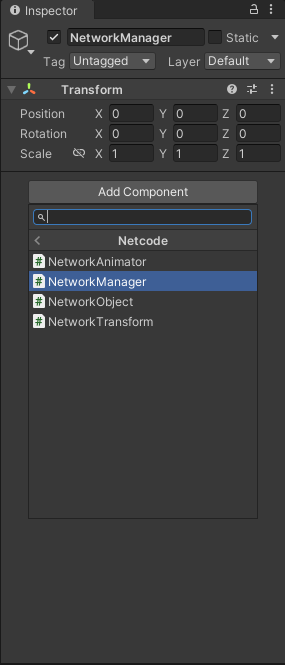 Inspector
NetworkManager Static
Tag Untagged Layer Default
Transform
Position X 0 Y 0 Z 0
Rotation X 0 Y 0 Z 0
Scale X 1 Y 1 Z 1
Add Component
Netcode
# NetworkAnimator
# NetworkManager
# NetworkObject
# NetworkTransform